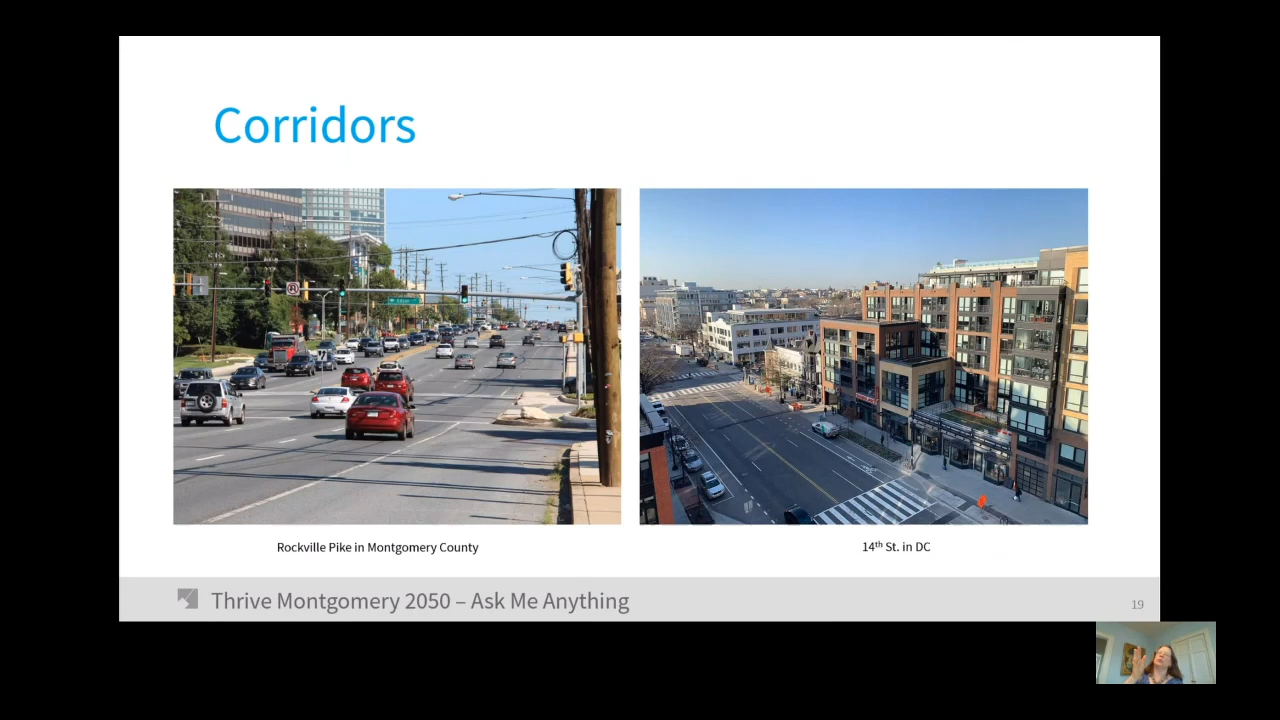 Corridors
Rockville Pike in Montgomery County
14th St. in DC
Thrive Montgomery 2050 – Ask Me Anything
19